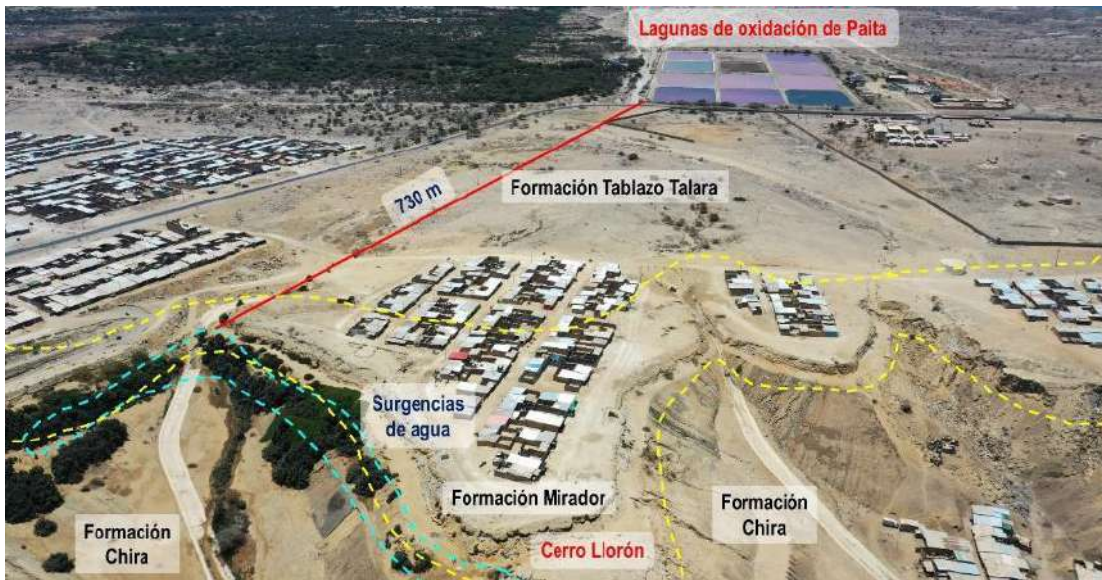 Lagunas de oxidación de Paita
730 m
Formación Tablazo Talara
Surgencias
de agua
Formación Mirador
Formación
Chira
Formación
Chira
Cerro Llorón